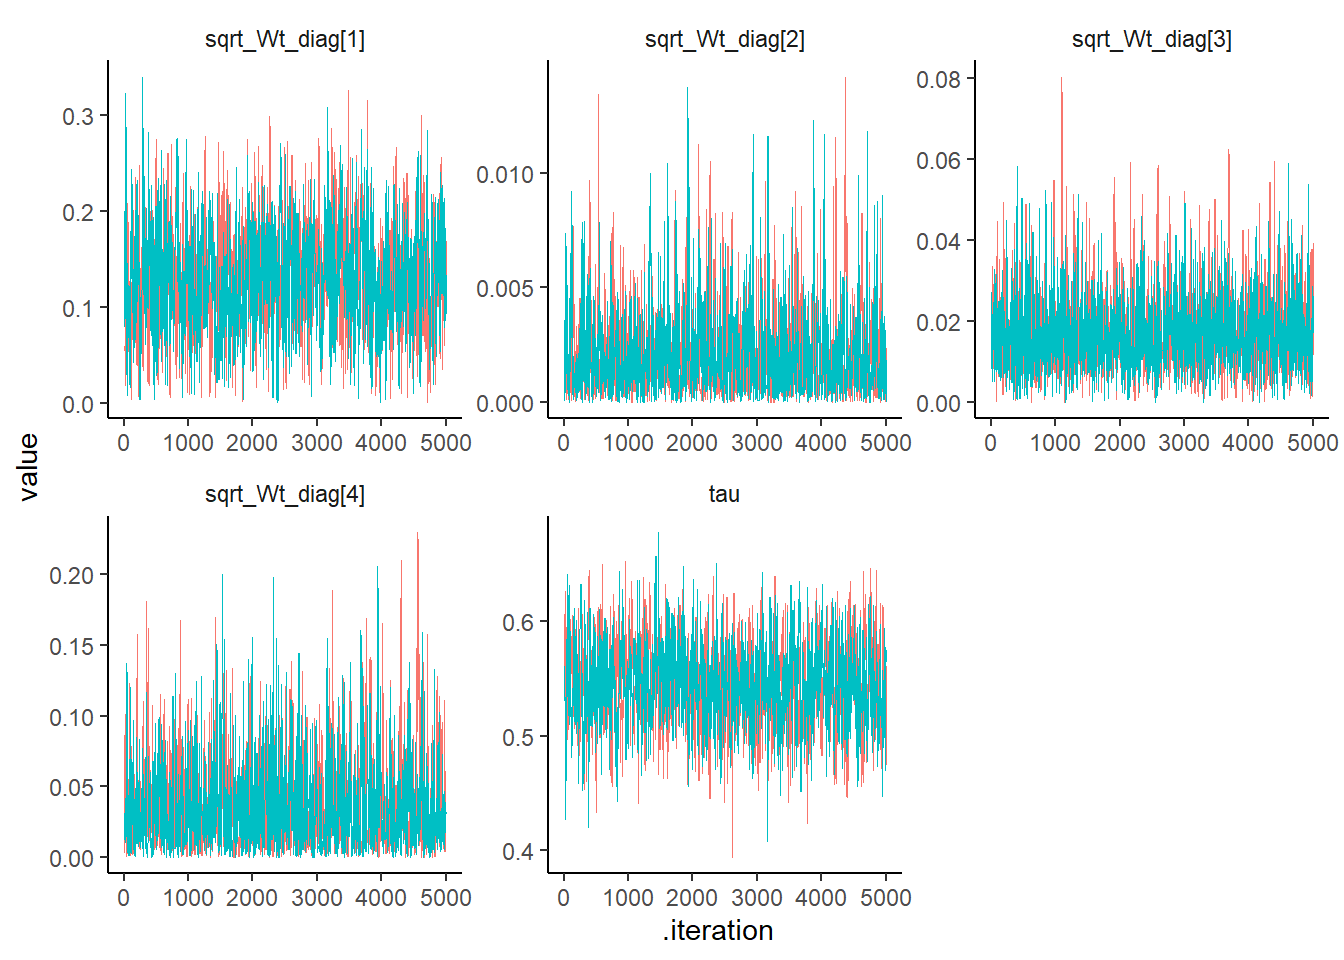 sqrt_Wt_diag[1]
sqrt_Wt_diag[2]
sqrt_Wt_diag[3]
0.3
0.2
0.1
0.0
0.010
0.005
0.000
0.08
0.06
0.04
0.02
0.00
0 1000 2000 3000 4000 5000
0 1000 2000 3000 4000 5000
0 1000 2000 3000 4000 5000
value
sqrt_Wt_diag[4]
tau
0.20
0.15
0.10
0.05
0.00
0.6
0.5
0.4
0 1000 2000 3000 4000 5000
0 1000 2000 3000 4000 5000
.iteration